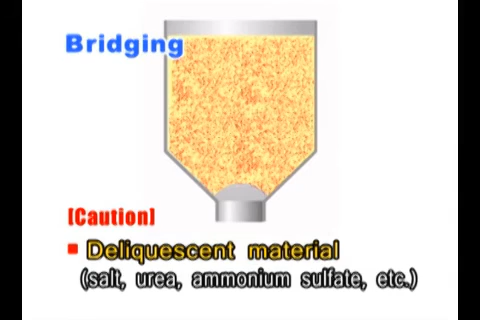 Bridging
[Caution]
▪ Deliquescent material
(salt, urea, ammonium sulfate, etc.)